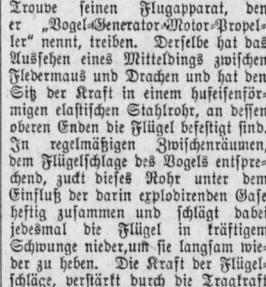 Trouve seinen Flugapparat, den
er „Vogel=Generator=Motor=Propel-
ler“ nennt, treiben. Derselbe hat das
Aussehen eines Mitteldings zwischen
Fledermaus und Drachen und hat den
Sitz der Kraft in einem hufeisenför-
migen elastischen Stahlrohr, an dessen
oberen Enden die Flügel befestigt sind.
In regelmäßigen Zwischenräumen,
dem Flügelschlage des Vogels entspre-
chend, zuckt dieses Rohr unter dem
Einfluß der darin explodirenden Gase
heftig zusammen und schlägt dabei
jedesmal die Flügel in kräftigem
Schwunge nieder, um sie langsam wie-
der zu heben. Die Kraft der Flügel-
schläge, verstärkt durch die Tragkraft